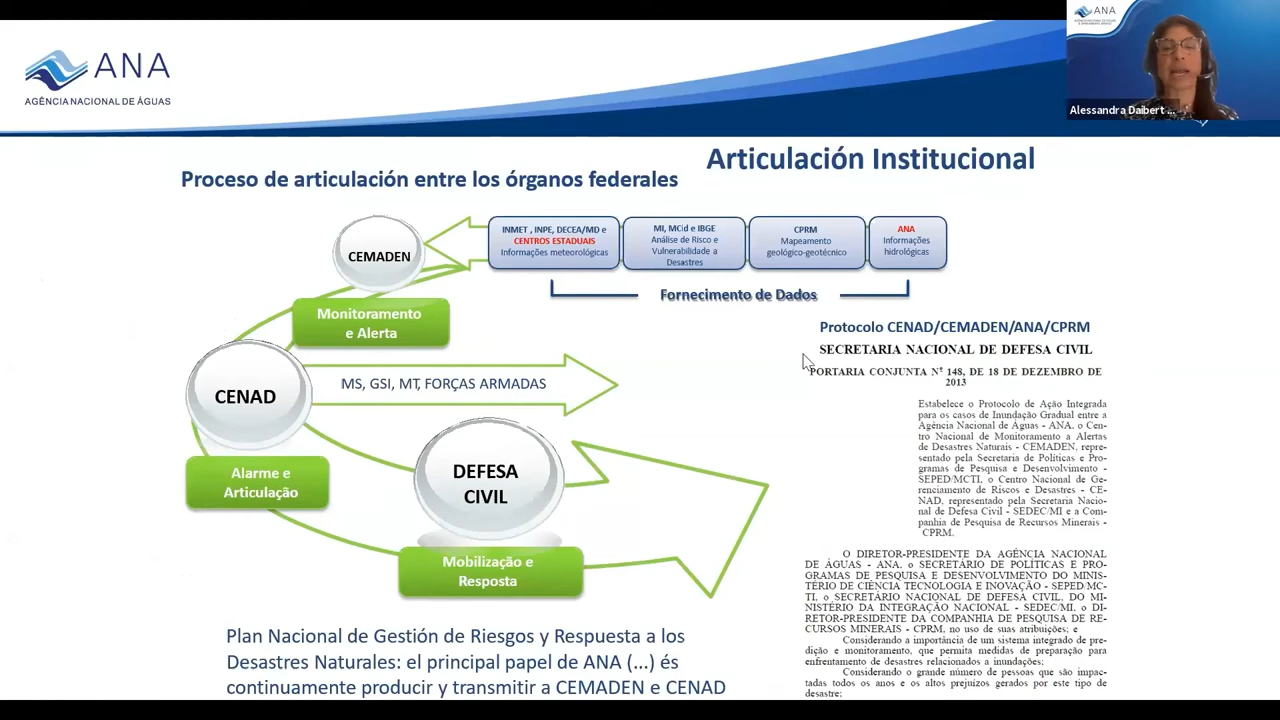 ANA
AGÊNCIA NACIONAL DE ÁGUAS
ANA
Alessandra Daibert ...
Articulación Institucional
Proceso de articulación entre los órganos federales
CEMADEN
INMET , INPE, DECEA/MD e
CENTROS ESTADUAIS
Informações meteorológicas
MI, MCid e IBGE
Análise de Risco e
Vulnerabilidade a
Desastres
CPRM
Mapeamento
geológico-geotécnico
ANA
Informações
hidrológicas
Fornecimento de Dados
Monitoramento
e Alerta
CENAD
MS, GSI, MT, FORÇAS ARMADAS
Alarme e
Articulação
DEFESA
CIVIL
Mobilização e
Resposta
Plan Nacional de Gestión de Riesgos y Respuesta a los
Desastres Naturales: el principal papel de ANA (...) és
continuamente producir y transmitir a CEMADEN e CENAD
Protocolo CENAD/CEMADEN/ANA/CPRM
SECRETARIA NACIONAL DE DEFESA CIVIL
PORTARIA CONJUNTA Nº 148, DE 18 DE DEZEMBRO DE
2013
Estabelece o Protocolo de Ação Integrada
para os casos de Inundação Gradual entre a
Agência Nacional de Águas - ANA, o Cen-
tro Nacional de Monitoramento a Alertas
de Desastres Naturais - CEMADEN, repre-
sentado pela Secretaria de Políticas e Pro-
gramas de Pesquisa e Desenvolvimento -
SEPED/MCTI, o Centro Nacional de Ge-
renciamento de Riscos e Desastres - CE-
NAD, representado pela Secretaria Nacio-
nal de Defesa Civil - SEDEC/MI e a Com-
panhia de Pesquisa de Recursos Minerais -
CPRM.
O DIRETOR-PRESIDENTE DA AGÊNCIA NACIONAL
DE ÁGUAS - ANA, o SECRETÁRIO DE POLÍTICAS E PRO-
GRAMAS DE PESQUISA E DESENVOLVIMENTO DO MINIS-
TÉRIO DE CIÊNCIA TECNOLOGIA E INOVAÇÃO - SEPED/MC-
TI, o SECRETÁRIO NACIONAL DE DEFESA CIVIL, DO MI-
NISTÉRIO DA INTEGRAÇÃO NACIONAL - SEDEC/MI, o DI-
RETOR-PRESIDENTE DA COMPANHIA DE PESQUISA DE RE-
CURSOS MINERAIS - CPRM, no uso de suas atribuições; e
Considerando a importância de um sistema integrado de pre-
dição e monitoramento, que permita medidas de preparação para
enfrentamento de desastres relacionados a inundações;
Considerando o grande número de pessoas que são impac-
tadas todos os anos e os altos prejuízos gerados por este tipo de
desastre;